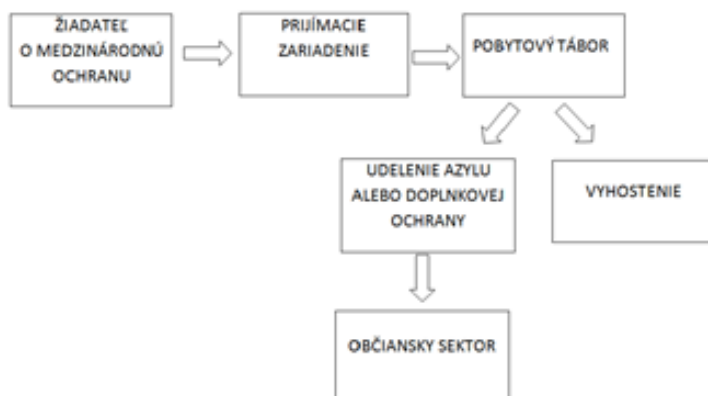 ŽIADATEĽ
O MEDZINÁRODNÚ
OCHRANU
PRIJÍMACIE
ZARIADENIE
POBYTOVÝ TÁBOR
UDELENIE AZYLU
ALEBO DOPLNKOVEJ
OCHRANY
VYHOSTENIE
OBČIANSKY SEKTOR